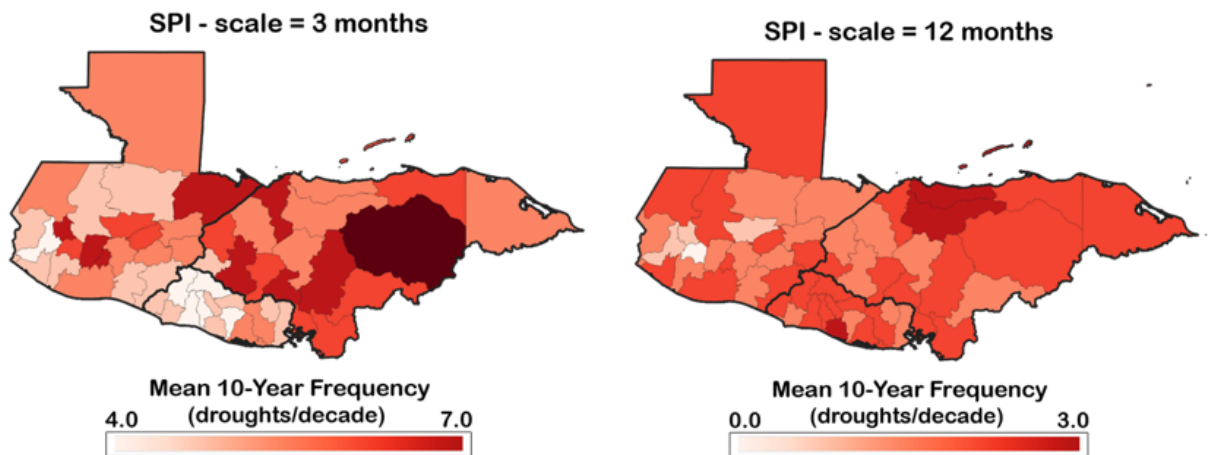 SPI - scale = 3 months
Mean 10-Year Frequency
(droughts/decade)
4.0
7.0
SPI - scale = 12 months
Mean 10-Year Frequency
(droughts/decade)
0.0
3.0